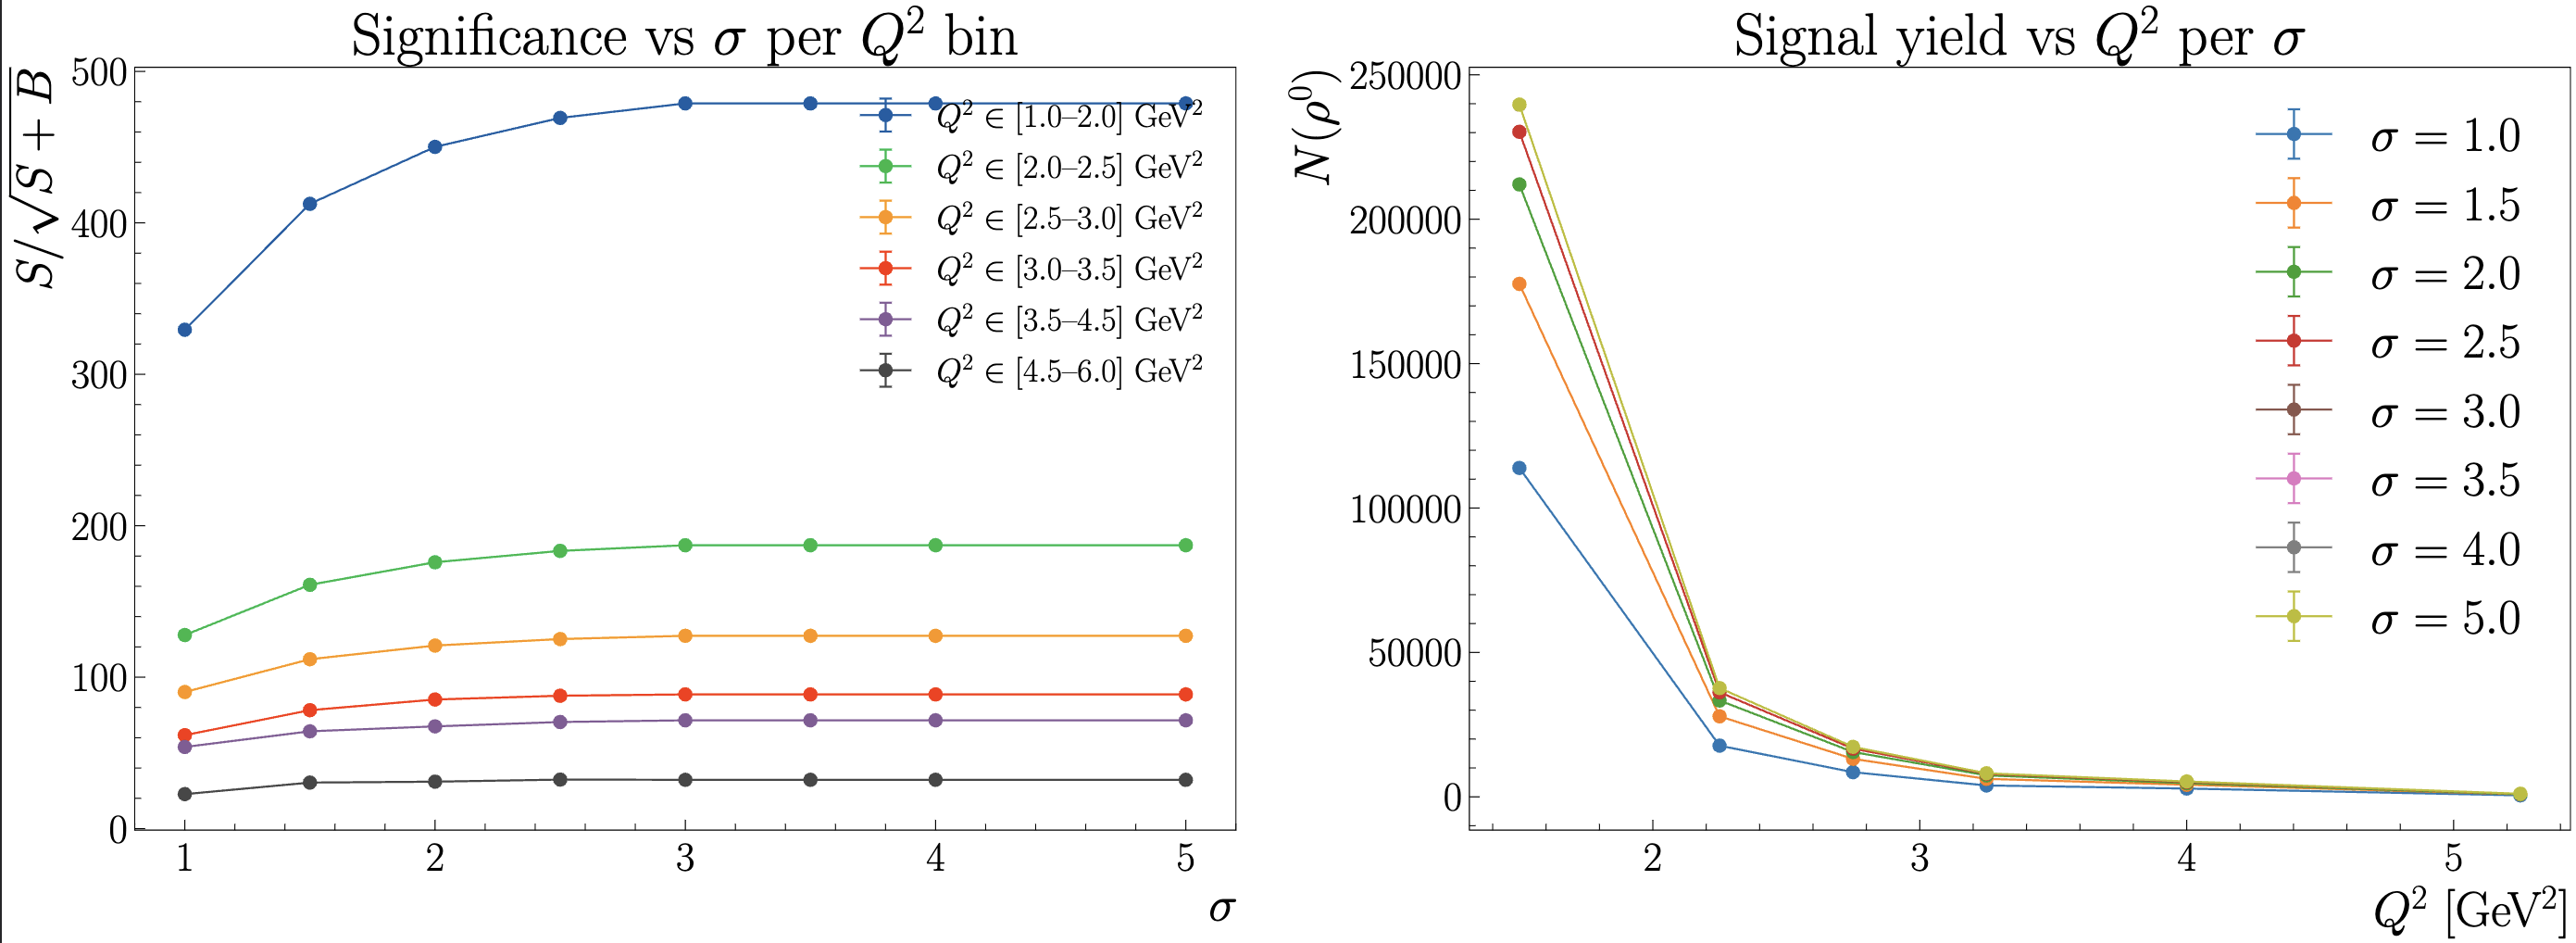 Significance vs σ per Q² bin
S/√S + B
500
400
300
200
100
0
Q² ∈ [1.0–2.0] GeV²
Q² ∈ [2.0–2.5] GeV²
Q² ∈ [2.5–3.0] GeV²
Q² ∈ [3.0–3.5] GeV²
Q² ∈ [3.5–4.5] GeV²
Q² ∈ [4.5–6.0] GeV²
1 2 3 4 5
σ
Signal yield vs Q² per σ
N(ρ⁰)
250000
200000
150000
100000
50000
0
σ = 1.0
σ = 1.5
σ = 2.0
σ = 2.5
σ = 3.0
σ = 3.5
σ = 4.0
σ = 5.0
2 3 4 5
Q² [GeV²]